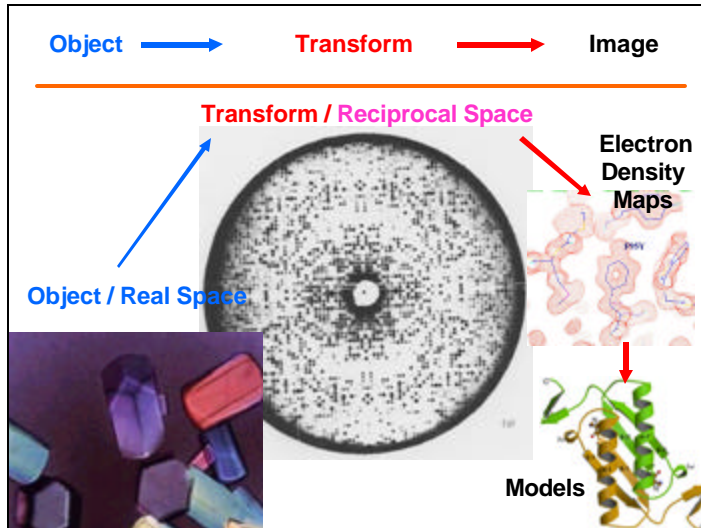 Object Transform Image
Transform / Reciprocal Space
Electron
Density
Maps
Object / Real Space
Models